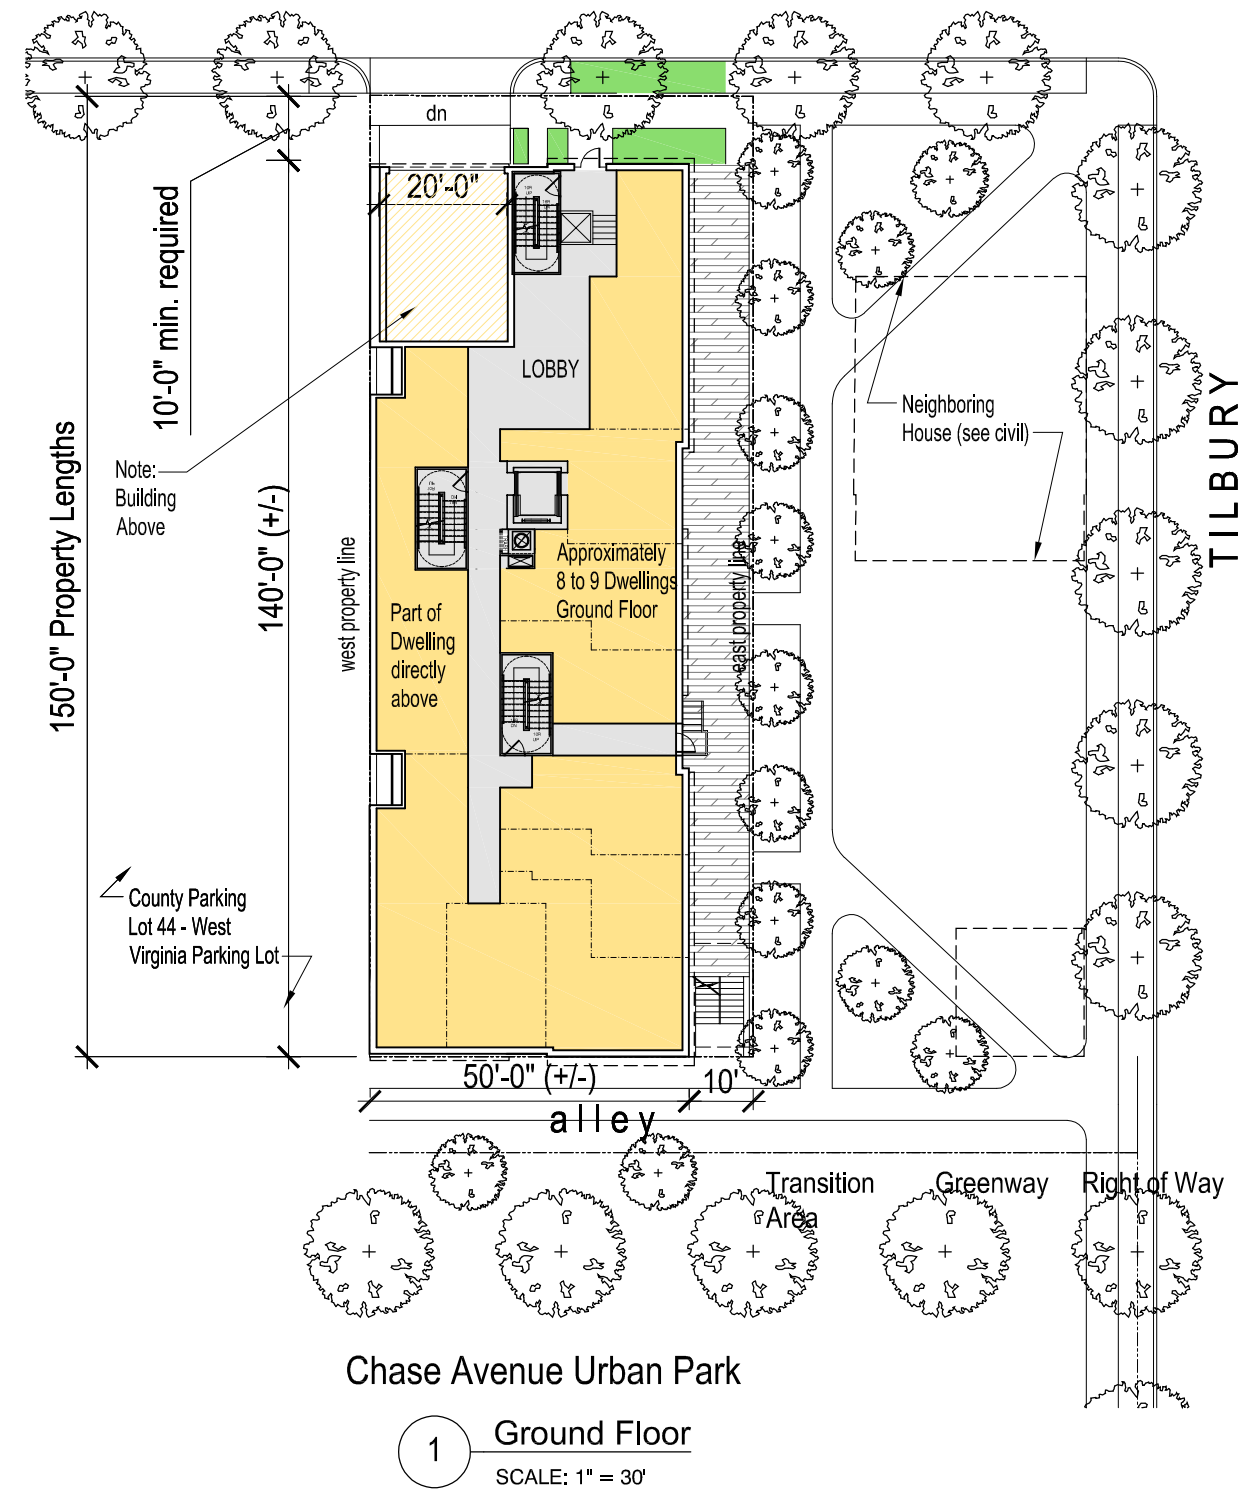 dn
20'-0"
10'-0" min. required
LOBBY
Neighboring
House (see civil)
TILBURY
Note:
Building
Above
150'-0" Property Lengths
140'-0" (+/-)
west property line
east property line
Approximately
8 to 9 Dwellings
Ground Floor
Part of
Dwelling
directly
above
County Parking
Lot 44 - West
Virginia Parking Lot
50'-0" (+/-)
10'
alley
Transition
Area
Greenway
Right of Way
Chase Avenue Urban Park
1
Ground Floor
SCALE: 1" = 30'